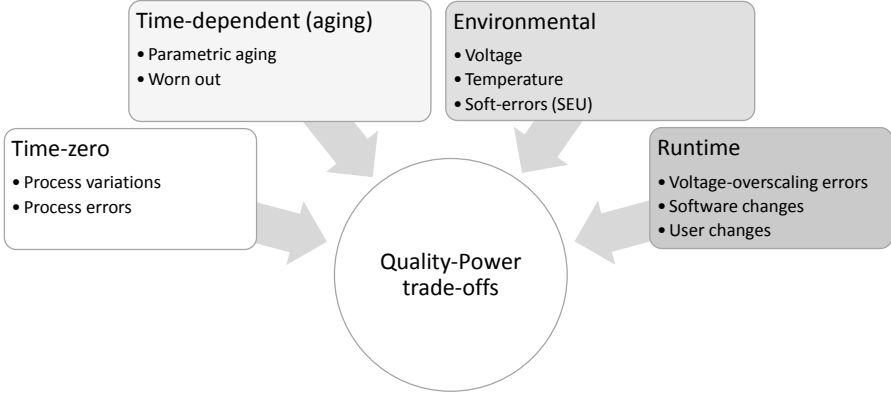 Time-dependent (aging)
• Parametric aging
• Worn out
Environmental
• Voltage
• Temperature
• Soft-errors (SEU)
Time-zero
• Process variations
• Process errors
Runtime
• Voltage-overscaling errors
• Software changes
• User changes
Quality-Power
trade-offs